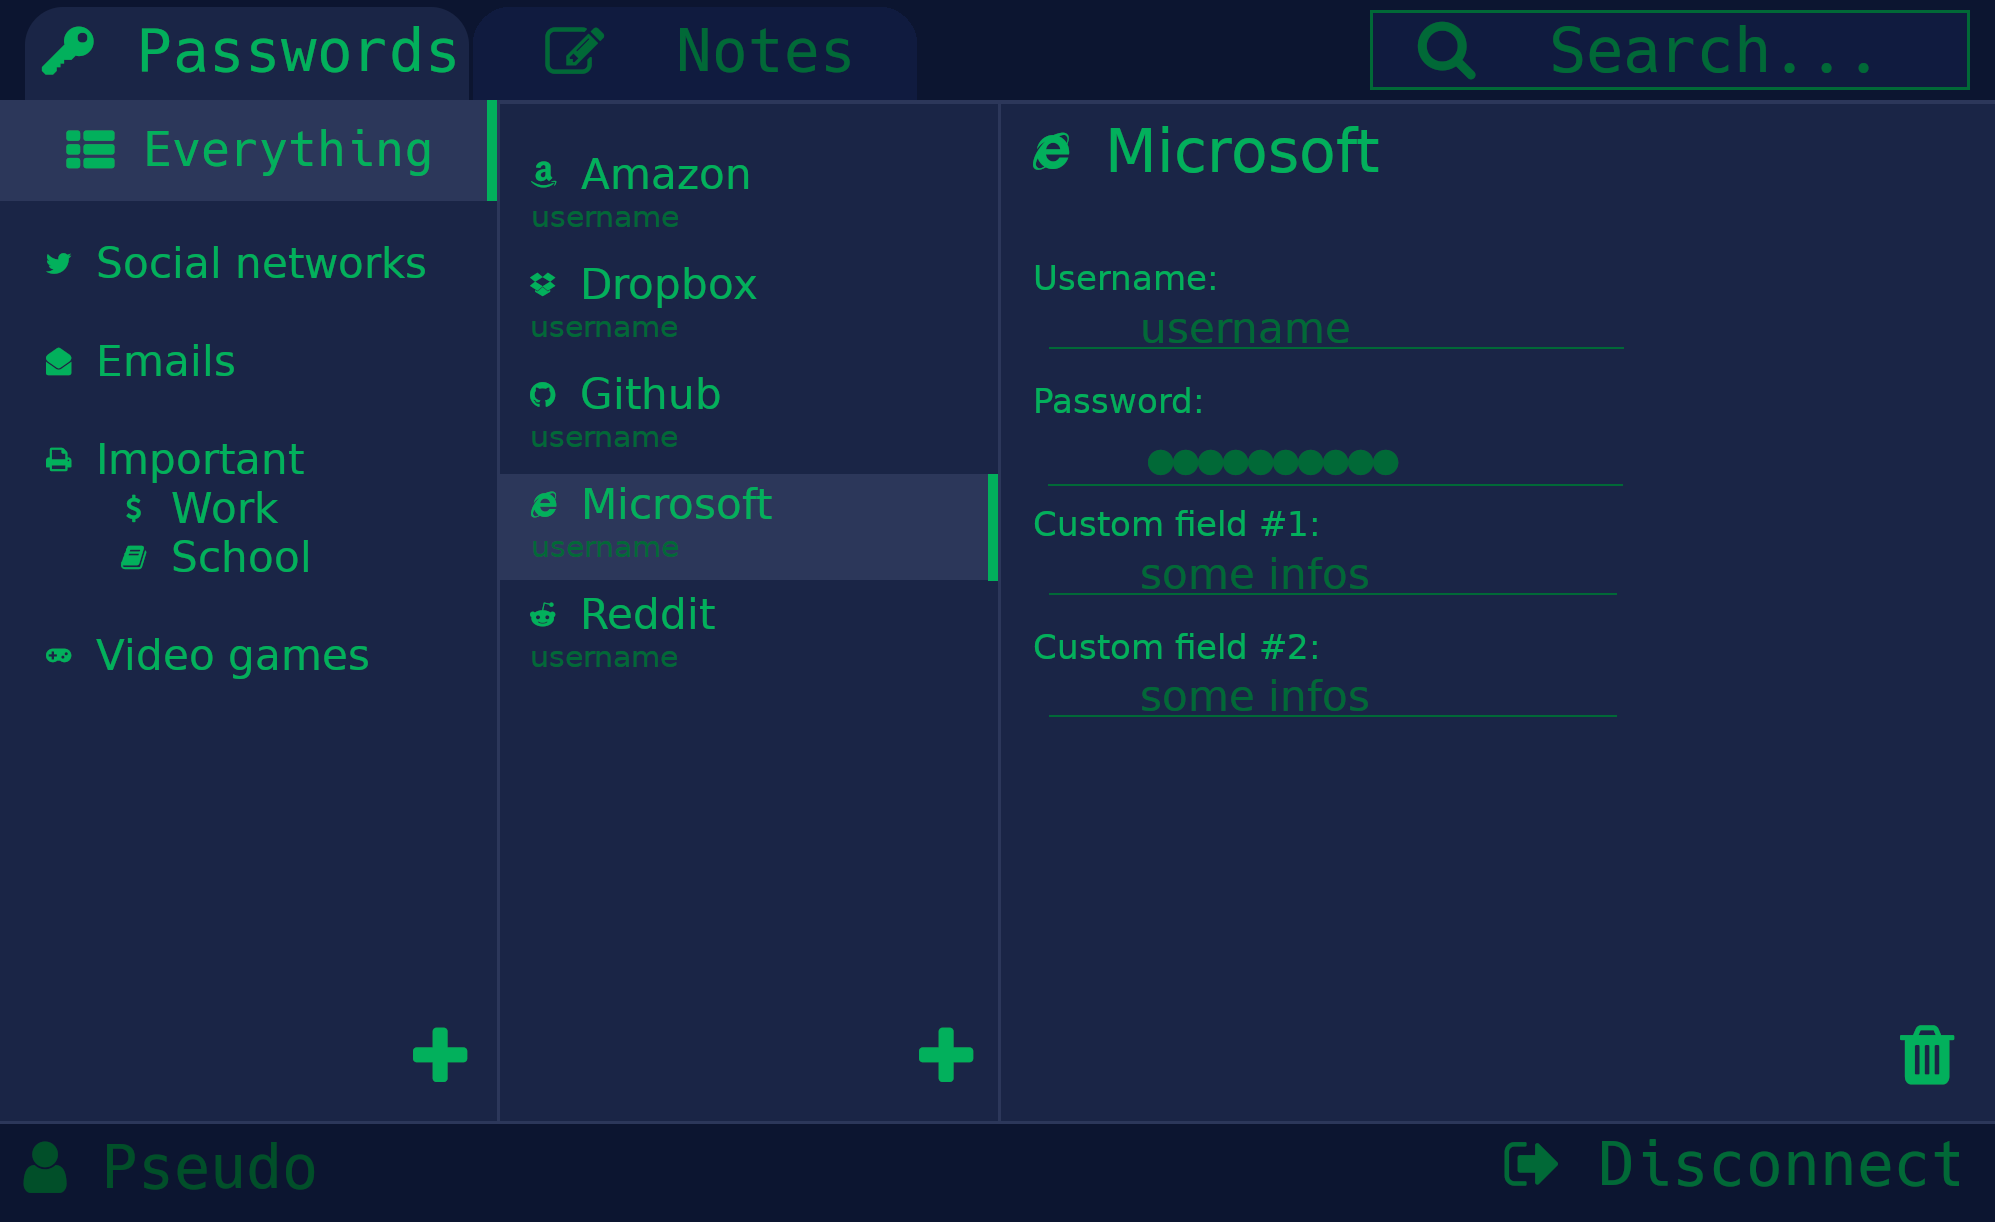 Passwords
Notes
Search...
Everything
Social networks
Emails
Important
Work
School
Video games
Amazon
username
Dropbox
username
Github
username
Microsoft
username
Reddit
username
Microsoft
Username:
username
Password:
●●●●●●●●●●
Custom field #1:
some infos
Custom field #2:
some infos
Pseudo
Disconnect